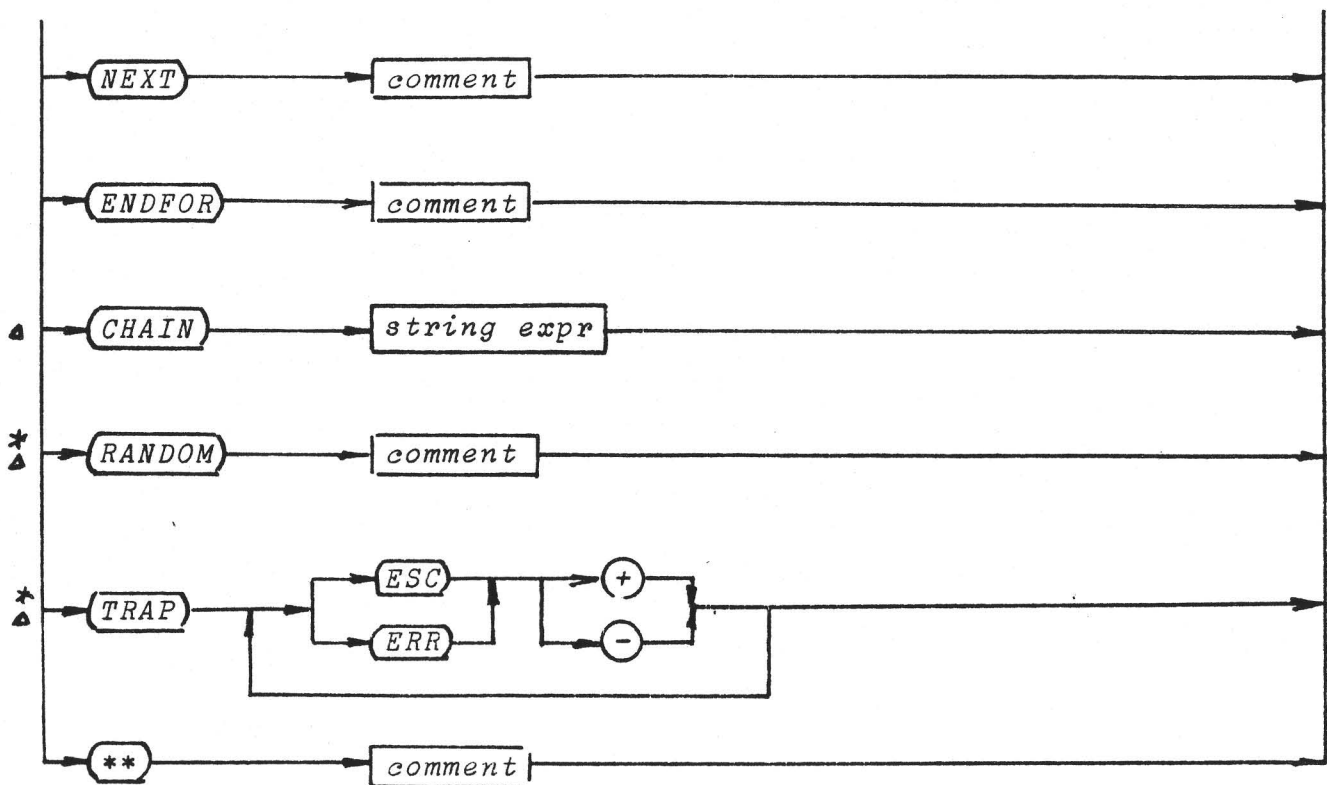 NEXT comment
ENDFOR comment
CHAIN string expr
* RANDOM comment
* TRAP ESC +
ERR -
** comment